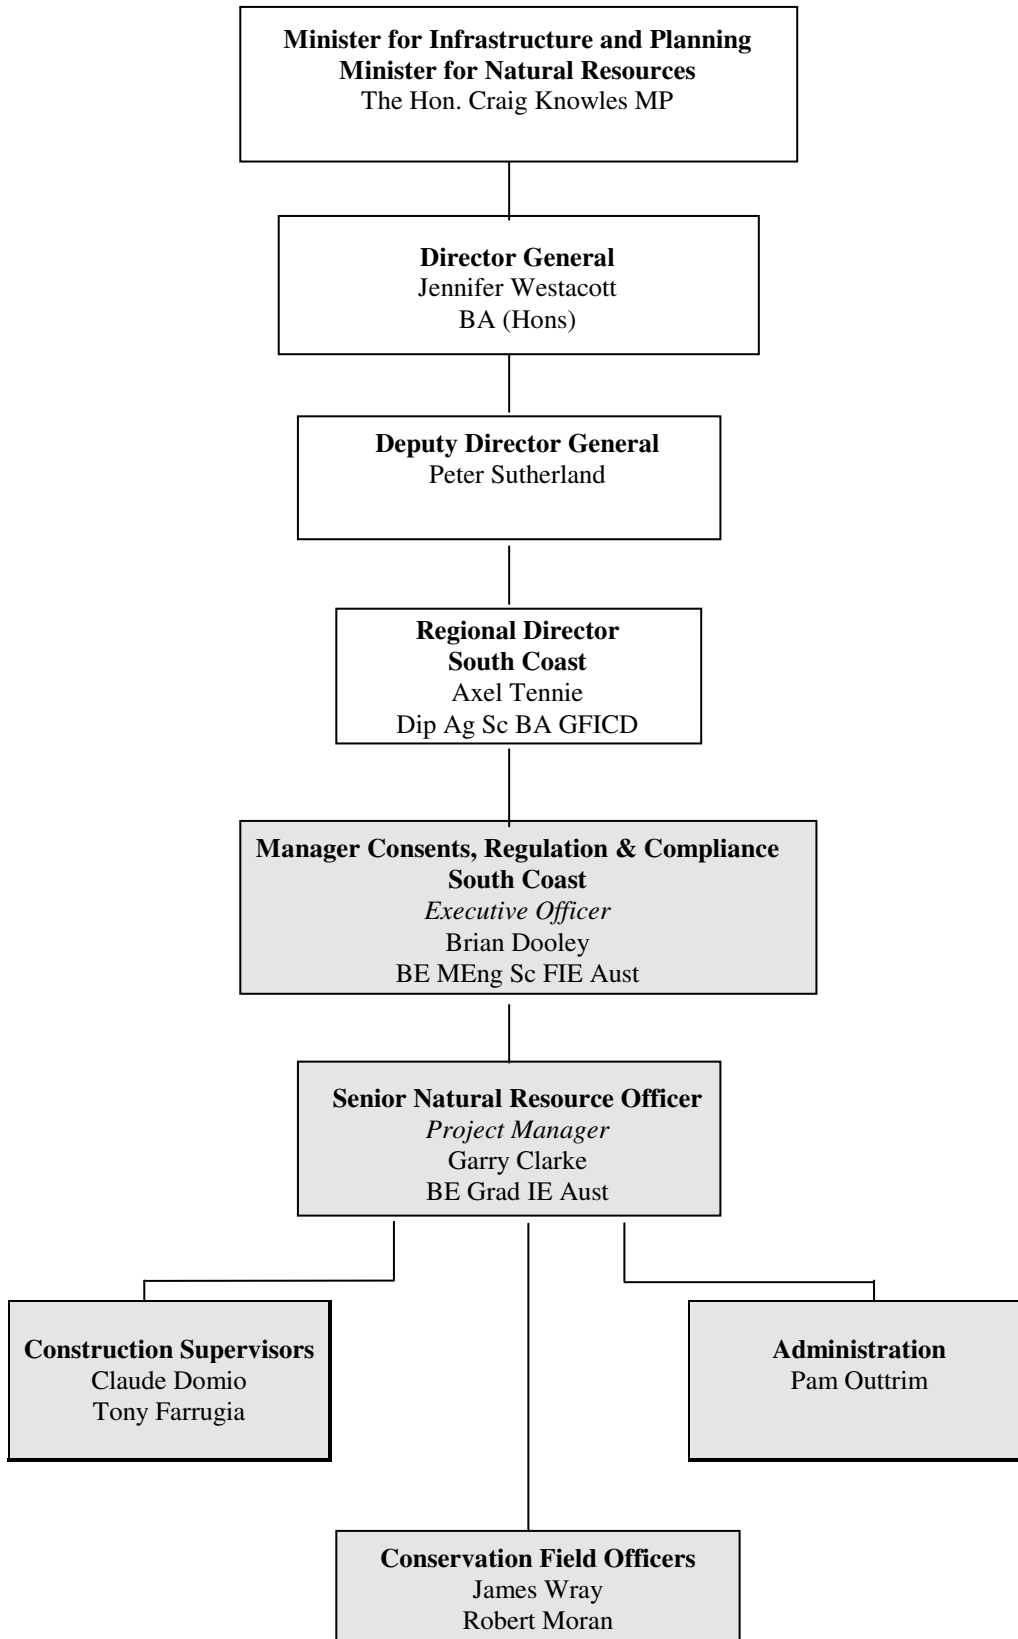 Minister for Infrastructure and Planning
Minister for Natural Resources
The Hon. Craig Knowles MP
Director General
Jennifer Westacott
BA (Hons)
Deputy Director General
Peter Sutherland
Regional Director
South Coast
Axel Tennie
Dip Ag Sc BA GFICD
Manager Consents, Regulation & Compliance
South Coast
Executive Officer
Brian Dooley
BE MEng Sc FIE Aust
Senior Natural Resource Officer
Project Manager
Garry Clarke
BE Grad IE Aust
Construction Supervisors
Claude Domio
Tony Farrugia
Administration
Pam Outtrim
Conservation Field Officers
James Wray
Robert Moran